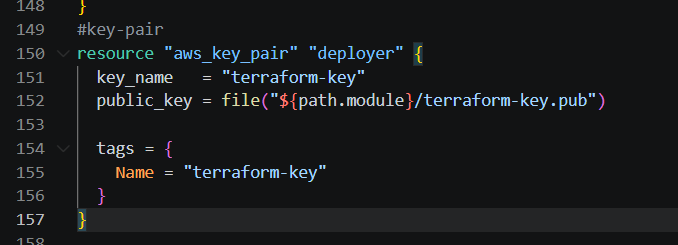 148 }
149 #key-pair
150 resource "aws_key_pair" "deployer" {
151   key_name   = "terraform-key"
152   public_key = file("${path.module}/terraform-key.pub")
153
154   tags = {
155     Name = "terraform-key"
156   }
157 }
158